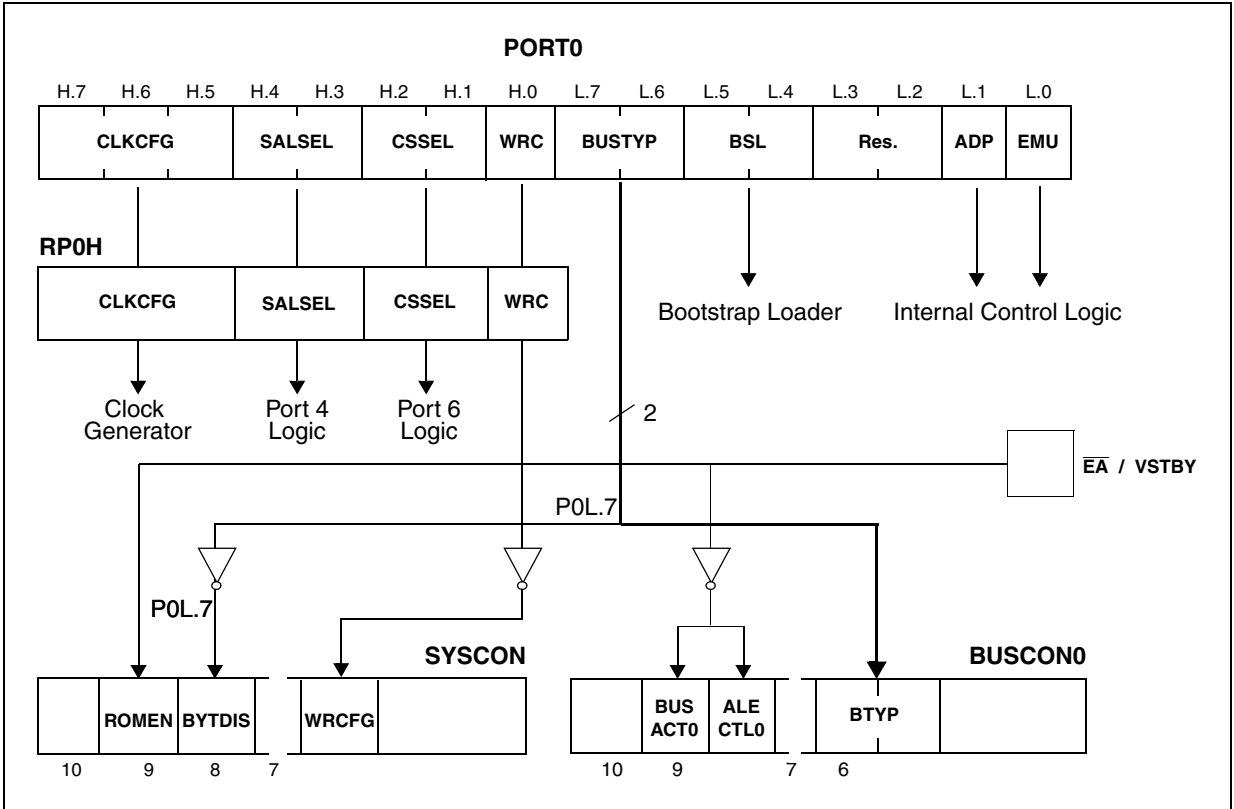 PORT0
H.7 H.6 H.5 H.4 H.3 H.2 H.1 H.0 L.7 L.6 L.5 L.4 L.3 L.2 L.1 L.0
CLKCFG SALSEL CSSEL WRC BUSTYP BSL Res. ADP EMU
RP0H
CLKCFG SALSEL CSSEL WRC
Bootstrap Loader Internal Control Logic
Clock Generator
Port 4 Logic
Port 6 Logic
2
EA / VSTBY
P0L.7
P0L.7
SYSCON BUSCON0
ROMEN BYTDIS WRCFG
BUS ACT0
ALE CTL0
BTYP
10 9 8 7 10 9 7 6